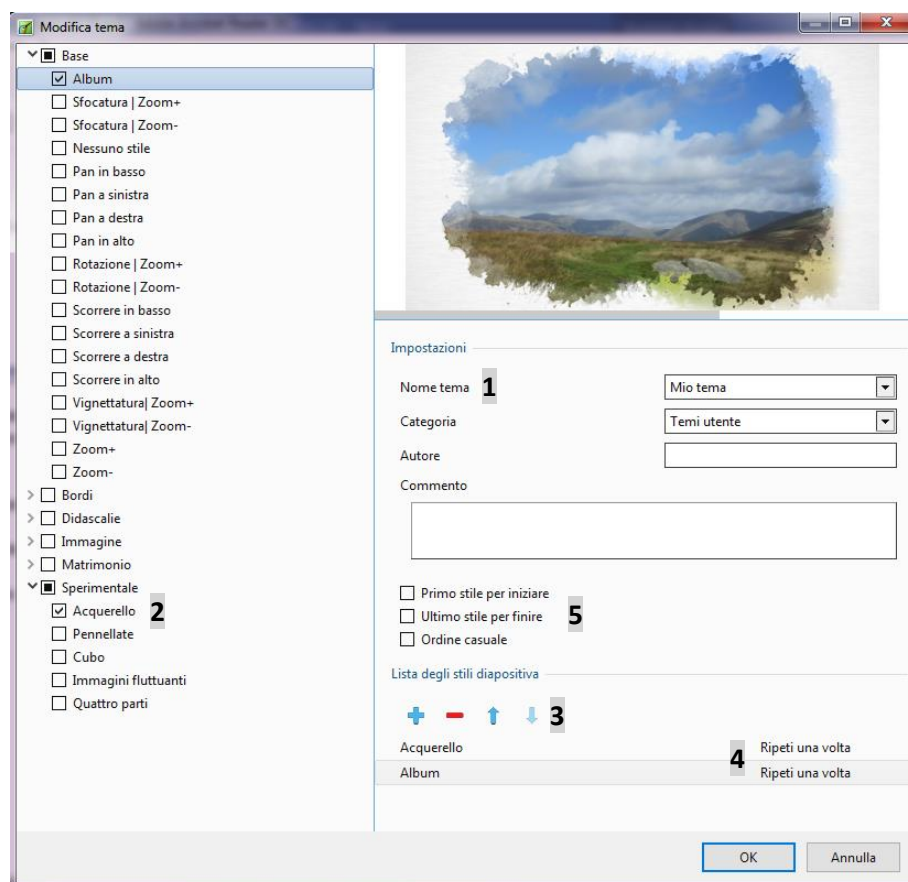 Modifica tema
Base
Album
Sfocatura | Zoom+
Sfocatura | Zoom-
Nessuno stile
Pan in basso
Pan a sinistra
Pan a destra
Pan in alto
Rotazione | Zoom+
Rotazione | Zoom-
Scorrere in basso
Scorrere a sinistra
Scorrere a destra
Scorrere in alto
Vignettatura| Zoom+
Vignettatura| Zoom-
Zoom+
Zoom-
Bordi
Didascalie
Immagine
Matrimonio
Sperimentale
Acquerello 2
Pennellate
Cubo
Immagini fluttuanti
Quattro parti
Impostazioni
Nome tema 1 Mio tema
Categoria Temi utente
Autore
Commento
Primo stile per iniziare
Ultimo stile per finire 5
Ordine casuale
Lista degli stili diapositiva
3
Acquerello Ripeti una volta
4
Album Ripeti una volta
OK Annulla